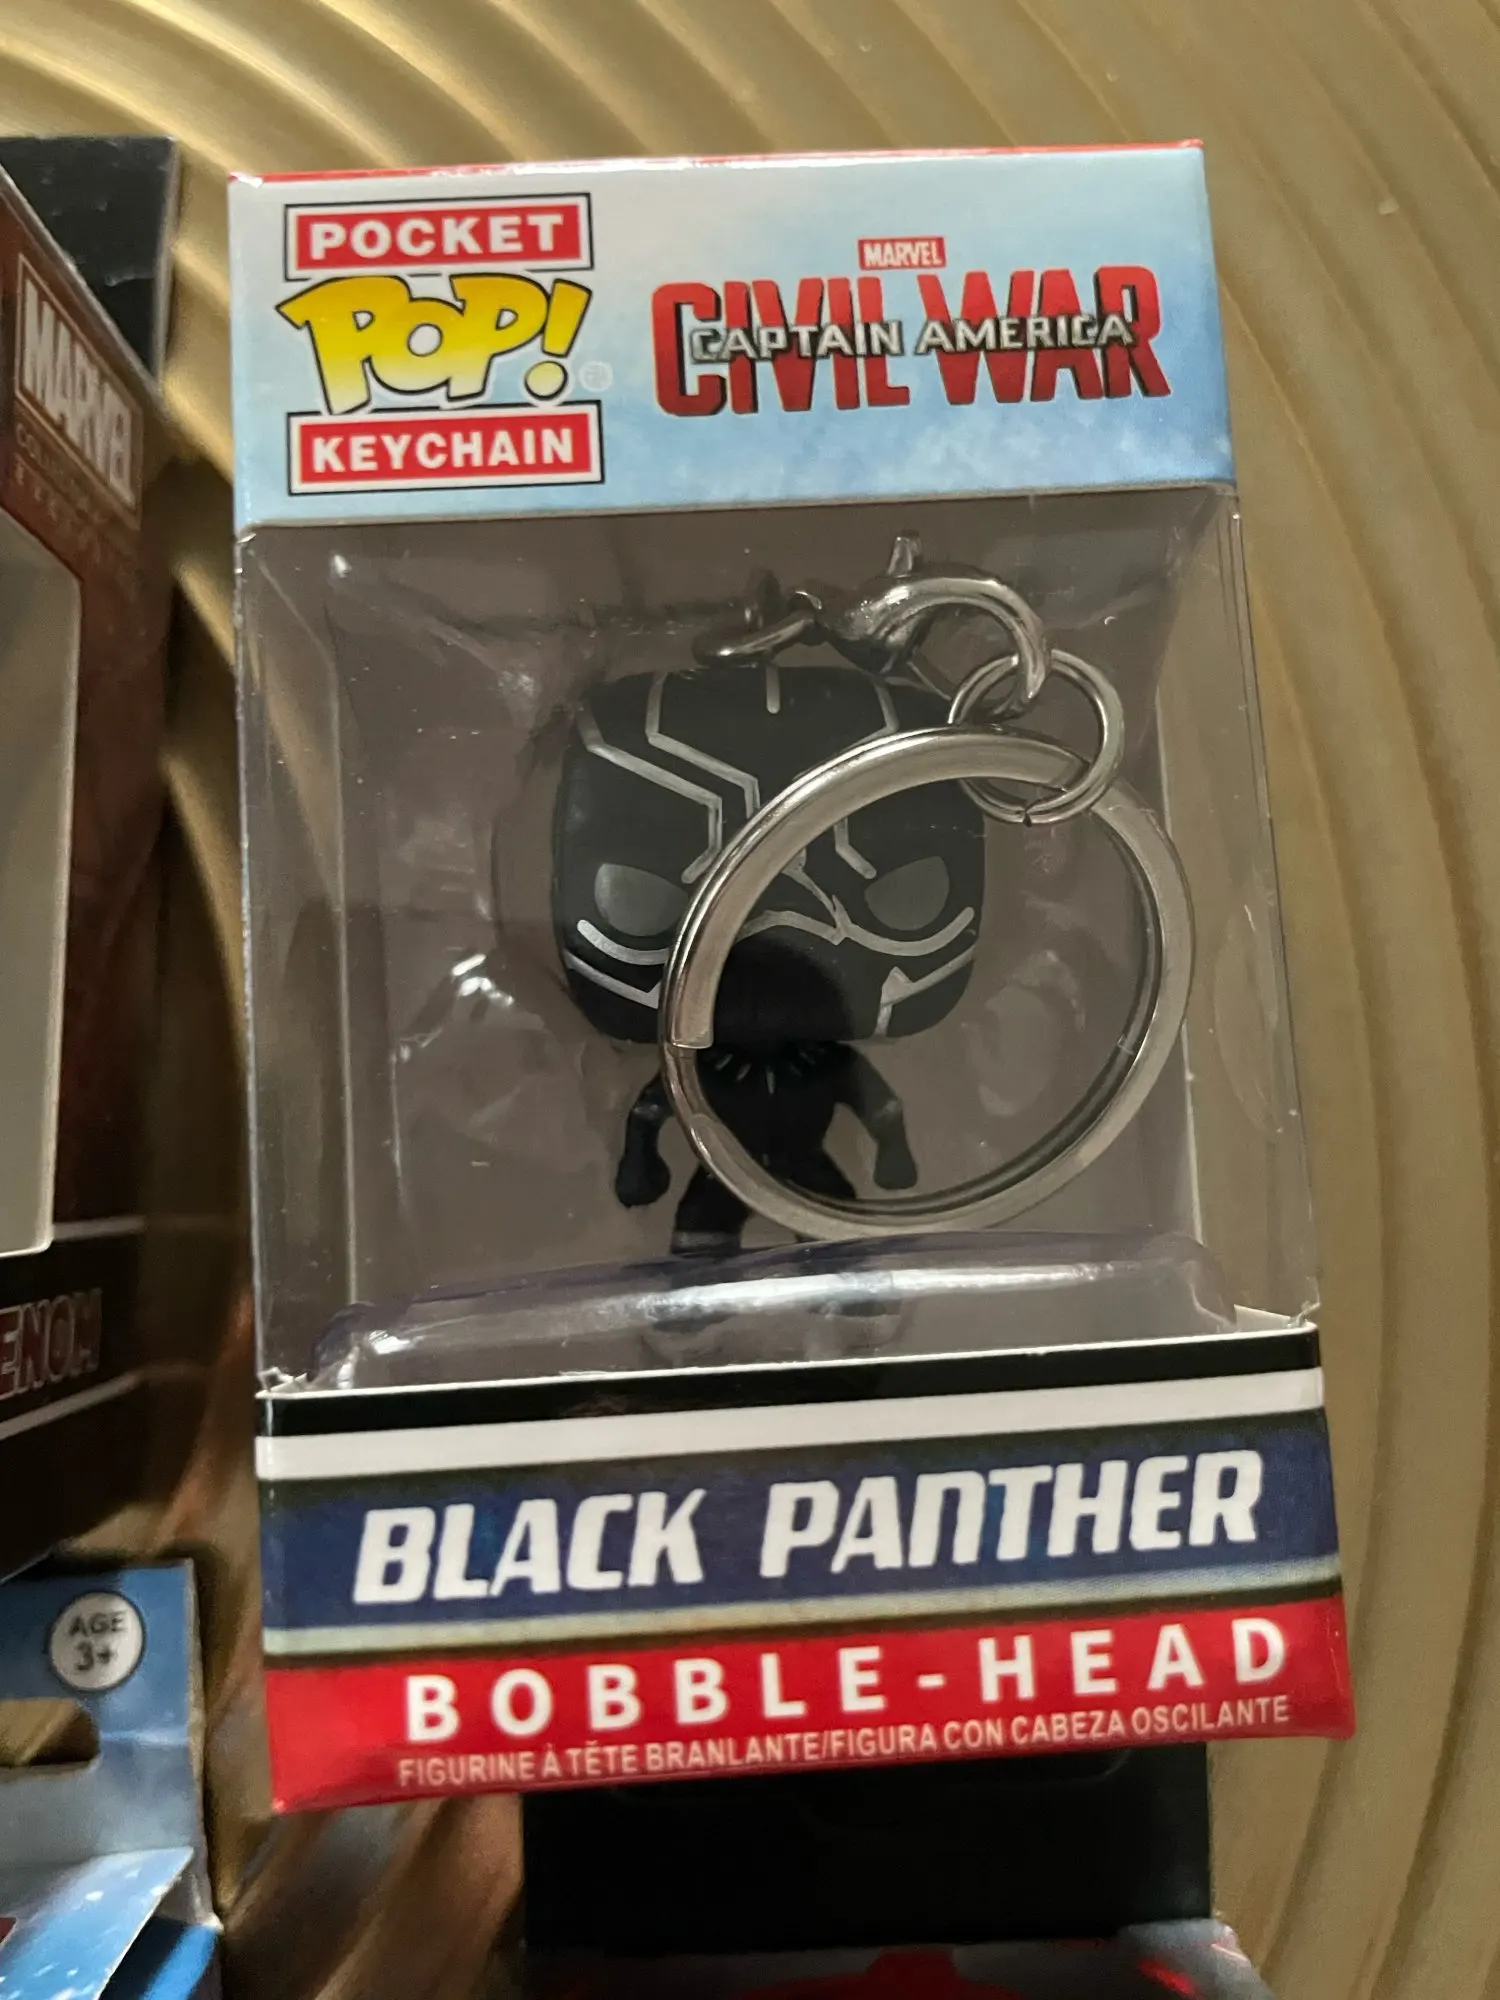 POCKET
POP!
KEYCHAIN
MARVEL
CIVIL WAR
CAPTAIN AMERICA
BLACK PANTHER
BOBBLE-HEAD
FIGURINE À TÊTE BRANLANTE/FIGURA CON CABEZA OSCILANTE
MARVEL
ENOM
AGE
3+